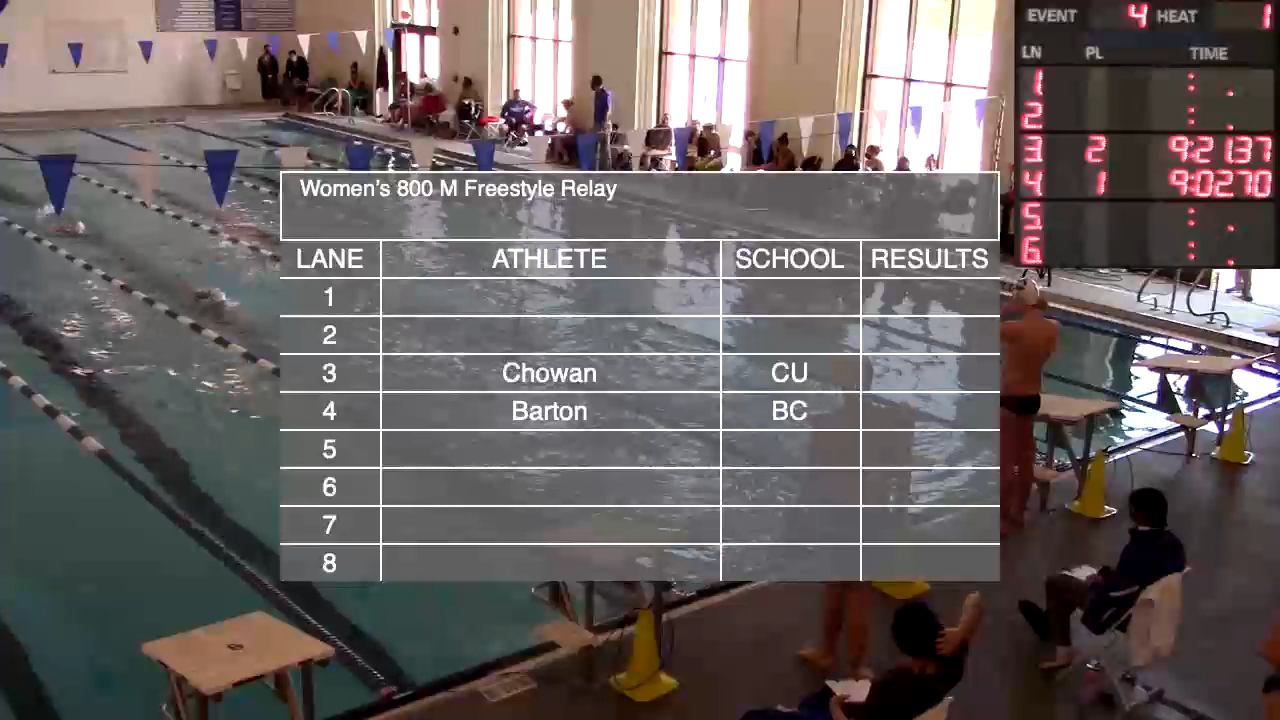 EVENT 4 HEAT 1
LN PL TIME
1 : .
2 : .
3 2 9:21.37
4 1 9:02.70
5 : .
6 : .
Women's 800 M Freestyle Relay
LANE ATHLETE SCHOOL RESULTS
1
2
3 Chowan CU
4 Barton BC
5
6
7
8